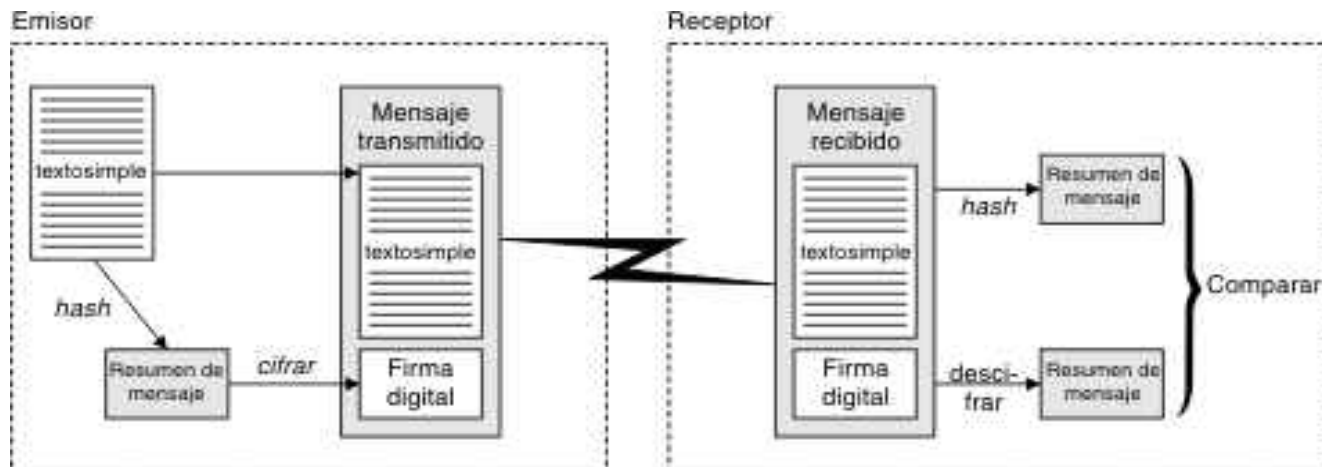 Emisor
Receptor
Mensaje
transmitido
textosimple
textosimple
hash
Resumen de
mensaje
cifrar
Firma
digital
Mensaje
recibido
textosimple
Firma
digital
hash
Resumen de
mensaje
desci-
frar
Resumen de
mensaje
Comparar